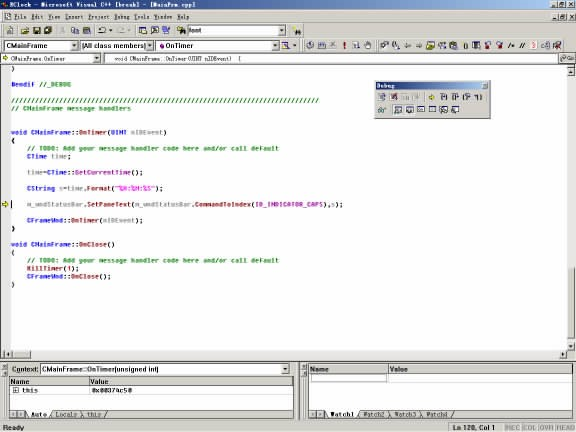 HClock - Microsoft Visual C++ [break] - [MainFrm.cpp]
File Edit View Insert Project Debug Tools Window Help
font
CMainFrame [All class members] OnTimer
CMainFrame OnTimer void CMainFrame::OnTimer(UINT nIDEvent) {
}
#endif //_DEBUG
// CMainFrame message handlers
void CMainFrame::OnTimer(UINT nIDEvent)
{
// TODO: Add your message handler code here and/or call default
CTime time;
time=CTime::GetCurrentTime();
CString s=time.Format("%H:%M:%S");
m_wndStatusBar.SetPaneText(m_wndStatusBar.CommandToIndex(ID_INDICATOR_CAPS),s);
CFrameWnd::OnTimer(nIDEvent);
}
void CMainFrame::OnClose()
{
// TODO: Add your message handler code here and/or call default
KillTimer(1);
CFrameWnd::OnClose();
}
Debug
Context: CMainFrame::OnTimer(unsigned int)
Name Value
this 0x00374c50
Auto Locals this
Name Value
Watch1 Watch2 Watch3 Watch4
Ready Ln 120, Col 1 REC COL OVR READ